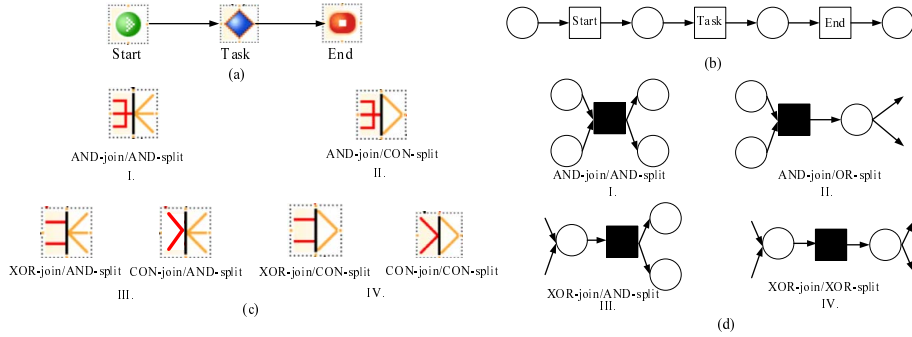 Start
Task
End
(a)
Start
Task
End
(b)
AND-join/AND-split
I.
AND-join/CON-split
II.
XOR-join/AND-split
CON-join/AND-split
III.
XOR-join/CON-split
CON-join/CON-split
IV.
(c)
AND-join/AND-split
I.
AND-join/OR-split
II.
XOR-join/AND-split
III.
XOR-join/XOR-split
IV.
(d)